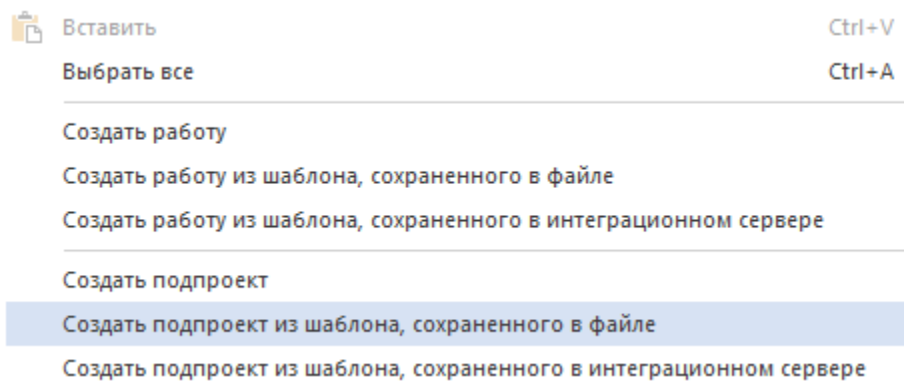 Вставить Ctrl+V
Выбрать все Ctrl+A
Создать работу
Создать работу из шаблона, сохраненного в файле
Создать работу из шаблона, сохраненного в интеграционном сервере
Создать подпроект
Создать подпроект из шаблона, сохраненного в файле
Создать подпроект из шаблона, сохраненного в интеграционном сервере